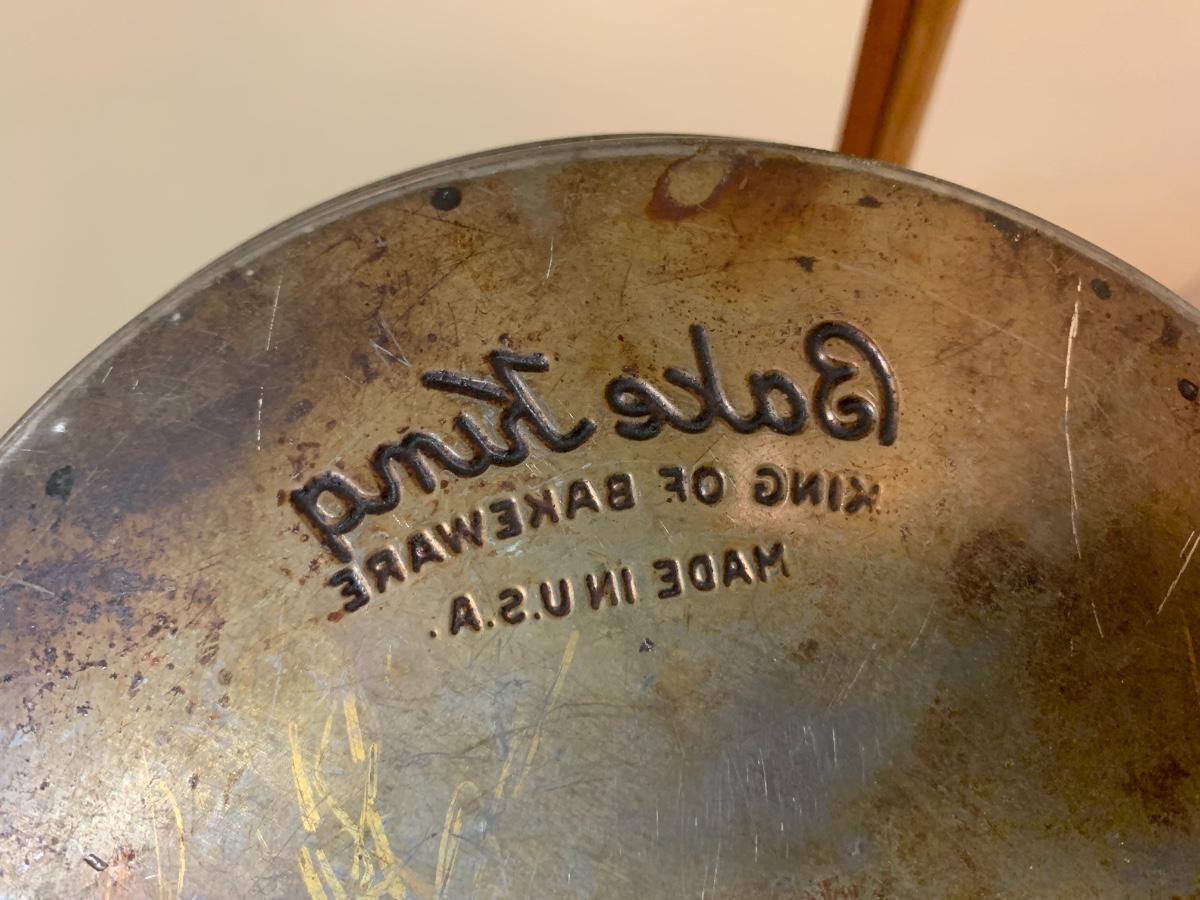 Bake King
KING OF BAKEWARE
MADE IN U.S.A.